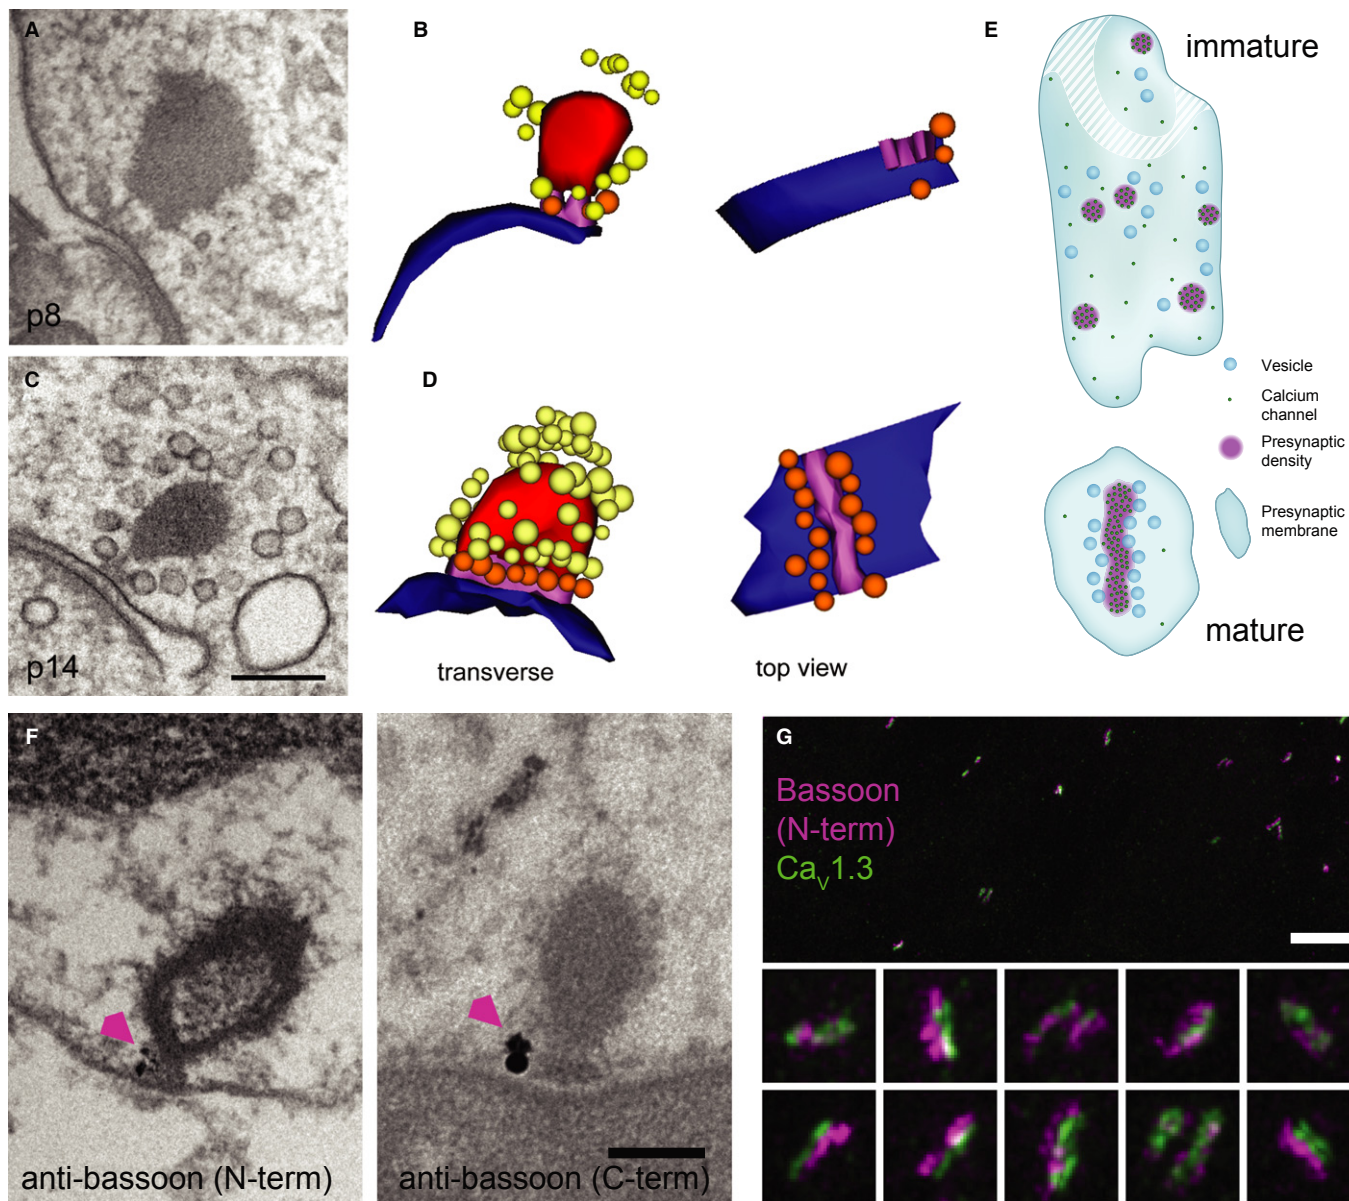 A
p8
B
C
p14
D
transverse
top view
E
immature
Vesicle
Calcium
channel
Presynaptic
density
Presynaptic
membrane
mature
F
anti-bassoon (N-term)
anti-bassoon (C-term)
G
Bassoon
(N-term)
CaV1.3